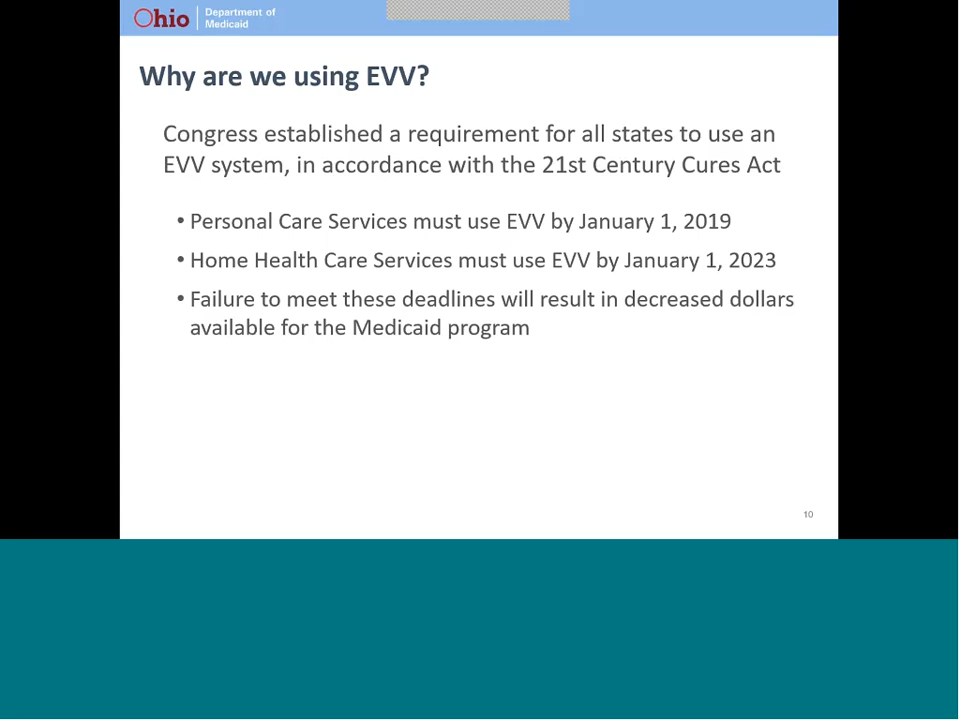 Ohio
Department of
Medicaid
Why are we using EVV?
Congress established a requirement for all states to use an
EVV system, in accordance with the 21st Century Cures Act
• Personal Care Services must use EVV by January 1, 2019
• Home Health Care Services must use EVV by January 1, 2023
• Failure to meet these deadlines will result in decreased dollars
available for the Medicaid program
10